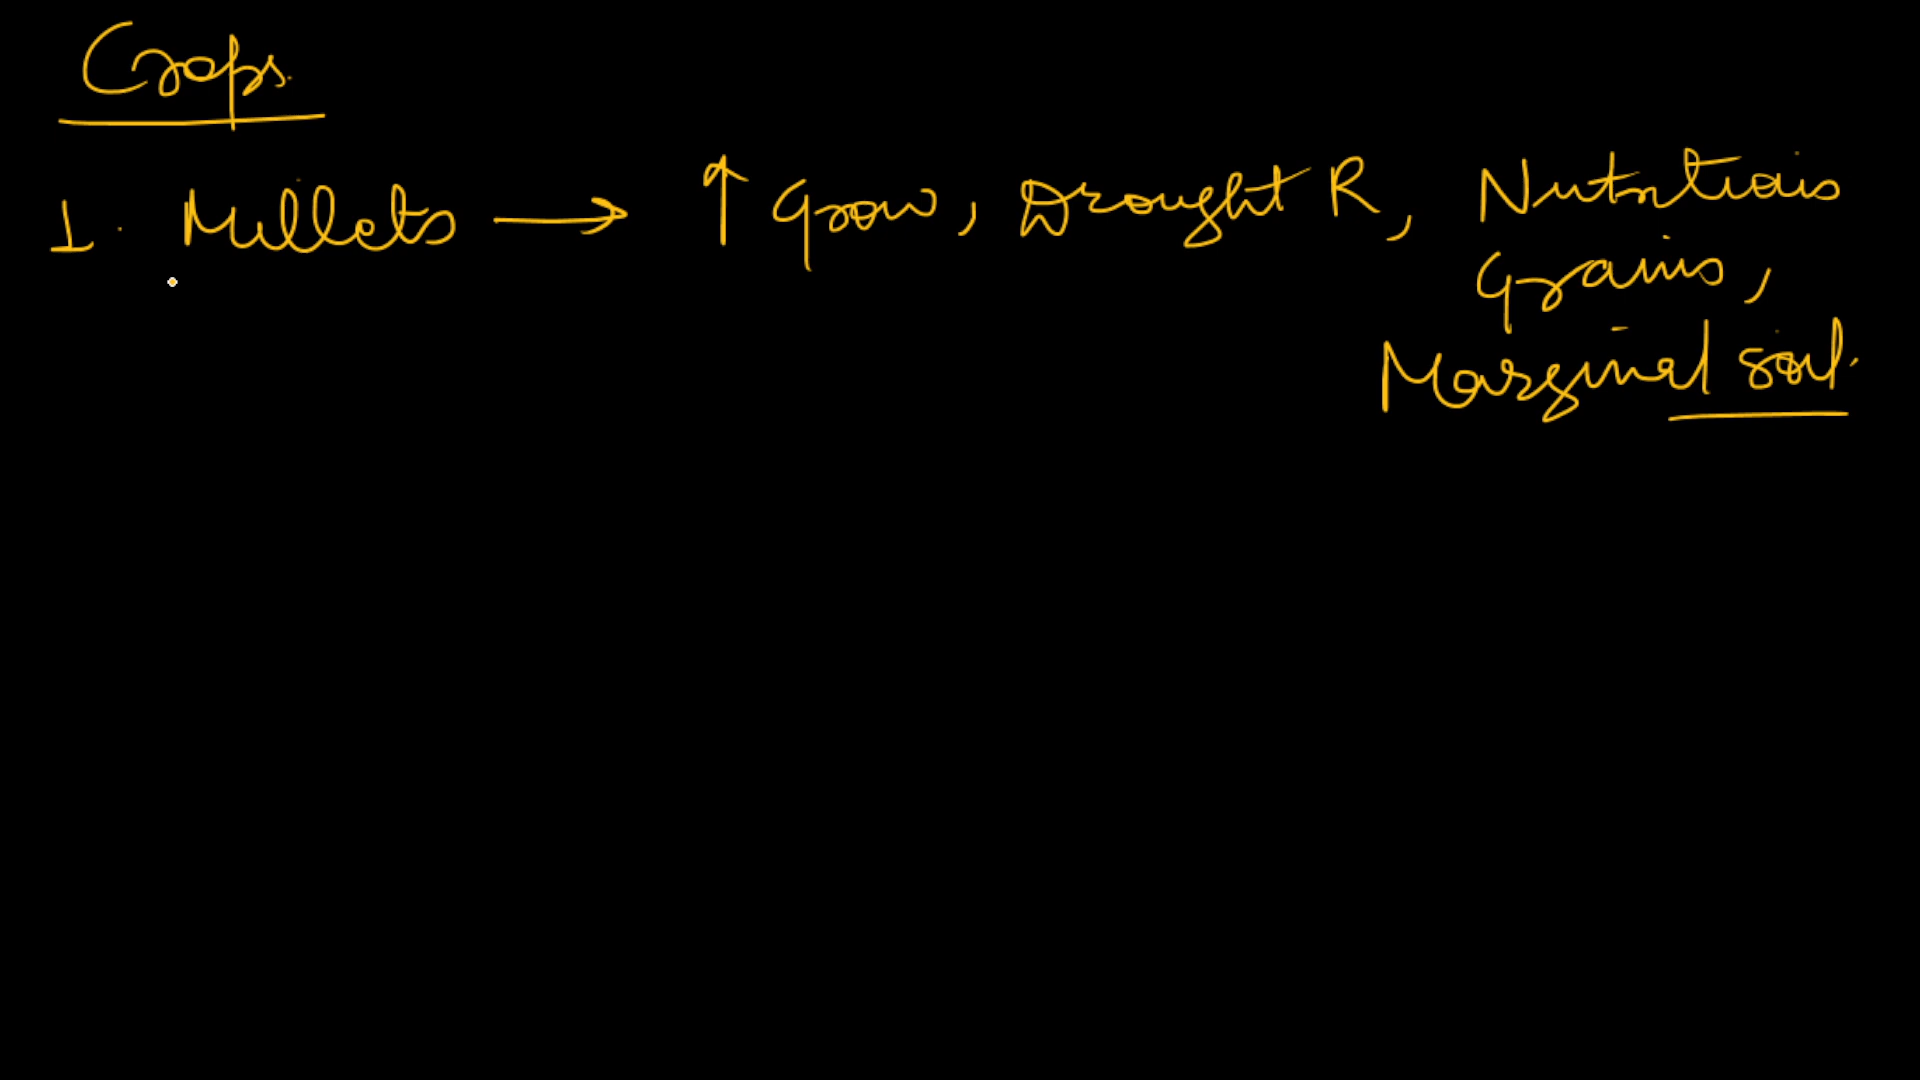 Crops.
1. Millets → ↑ Grow, Drought R, Nutritious
Grains,
Marginal soil.